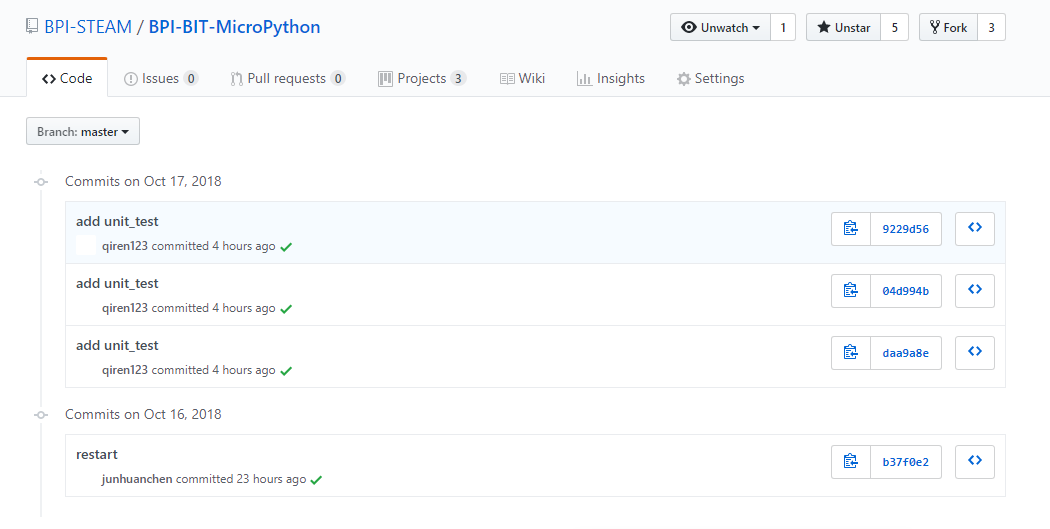 BPI-STEAM / BPI-BIT-MicroPython Unwatch 1 Unstar 5 Fork 3
Code Issues 0 Pull requests 0 Projects 3 Wiki Insights Settings
Branch: master
Commits on Oct 17, 2018
add unit_test
qiren123 committed 4 hours ago
9229d56
add unit_test
qiren123 committed 4 hours ago
04d994b
add unit_test
qiren123 committed 4 hours ago
daa9a8e
Commits on Oct 16, 2018
restart
junhuanchen committed 23 hours ago
b37f0e2